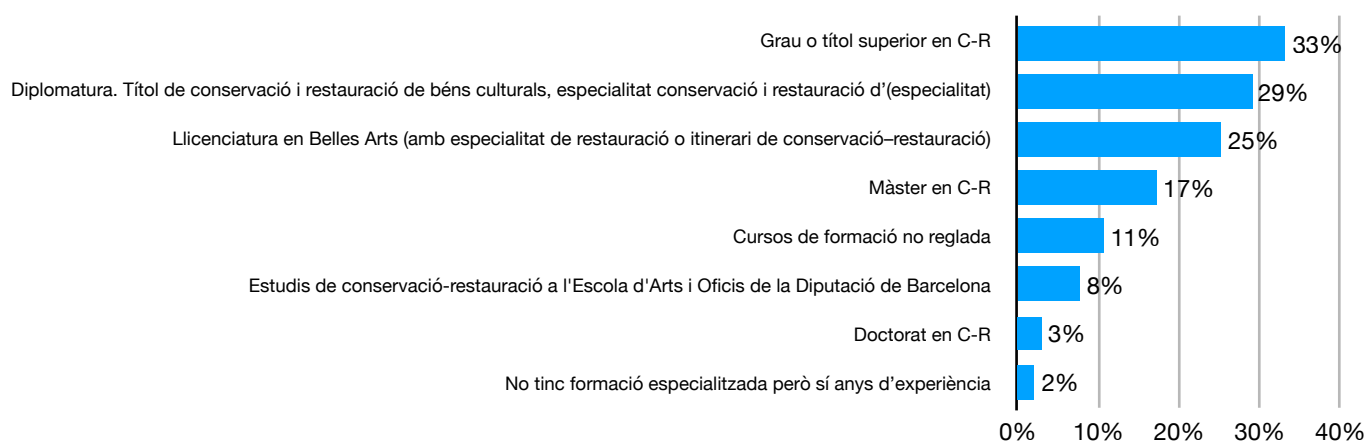 Grau o títol superior en C-R
33%
Diplomatura. Títol de conservació i restauració de béns culturals, especialitat conservació i restauració d’(especialitat)
29%
Llicenciatura en Belles Arts (amb especialitat de restauració o itinerari de conservació–restauració)
25%
Màster en C-R
17%
Cursos de formació no reglada
11%
Estudis de conservació-restauració a l'Escola d'Arts i Oficis de la Diputació de Barcelona
8%
Doctorat en C-R
3%
No tinc formació especialitzada però sí anys d’experiència
2%
0% 10% 20% 30% 40%